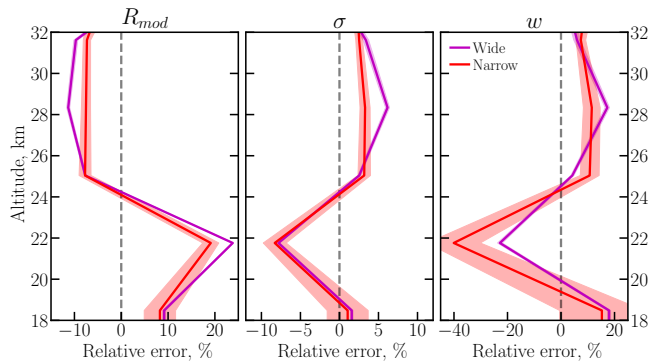 R_mod σ w
32 32
30 30
28 28
26 26
24 24
22 22
20 20
18 18
Altitude, km
Wide
Narrow
−10 0 10 20
−10 −5 0 5 10
−40 −20 0 20
Relative error, % Relative error, % Relative error, %